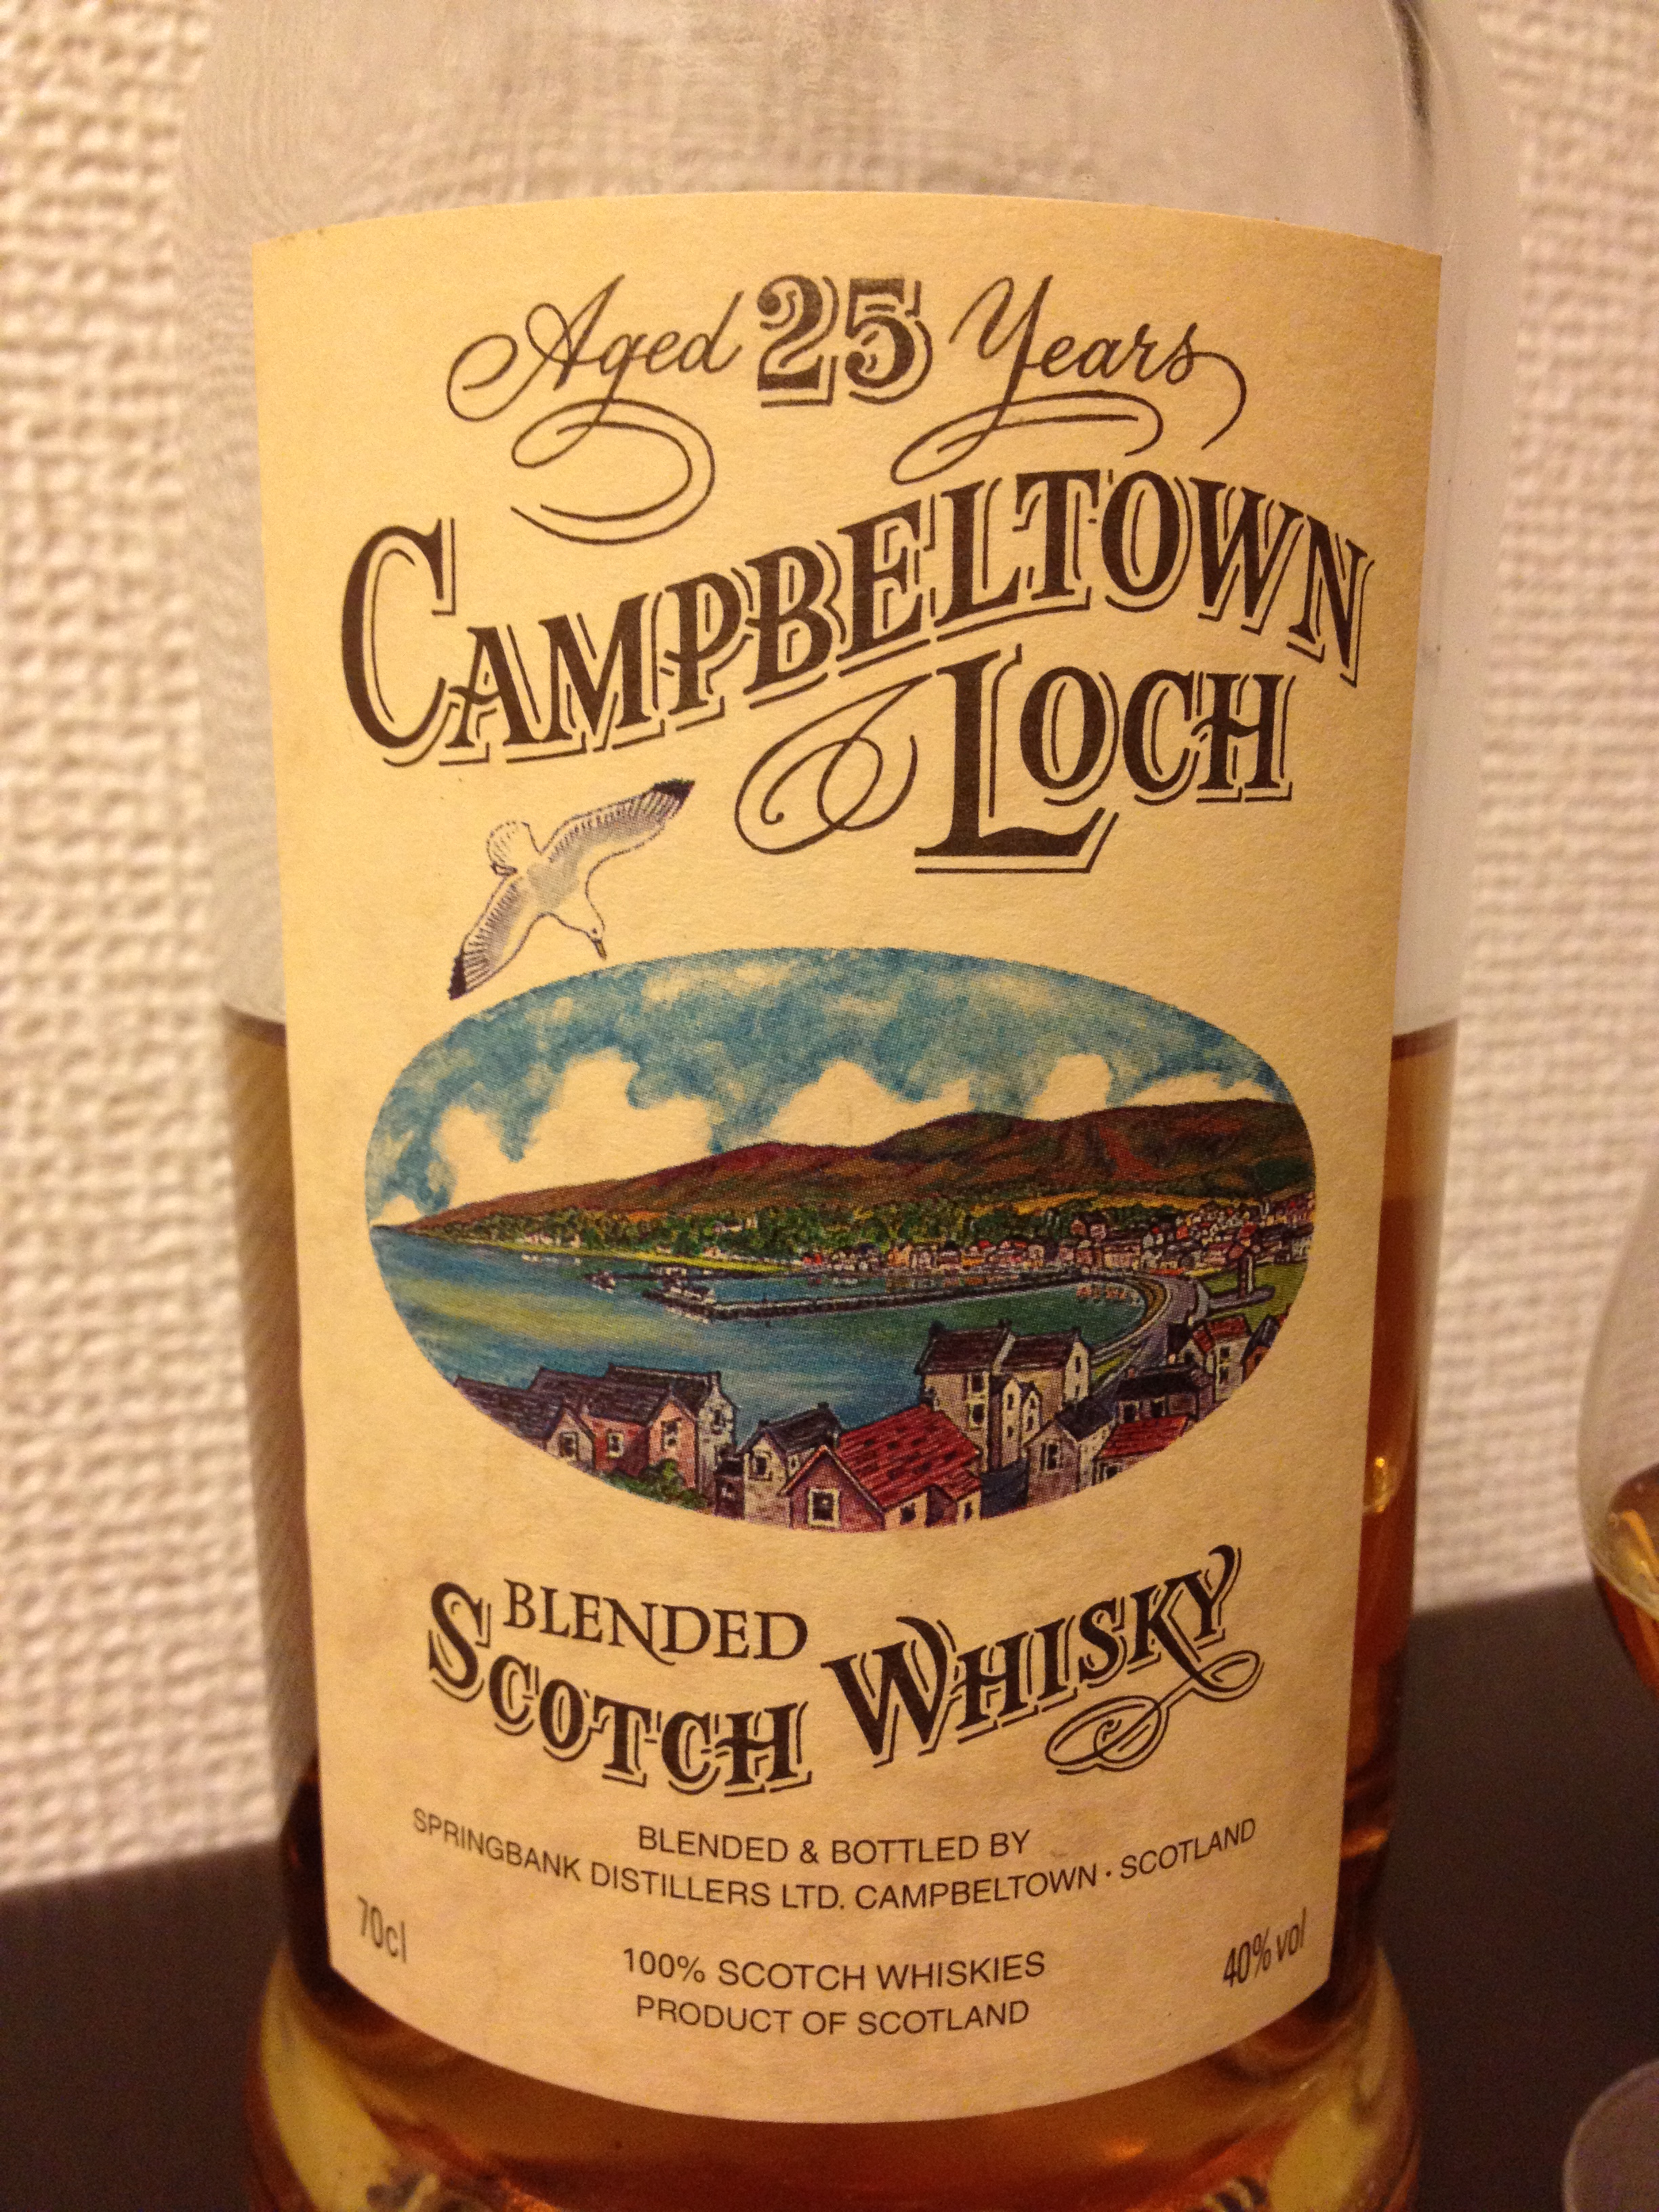 Aged 25 Years
CAMPBELTOWN
LOCH
BLENDED
SCOTCH WHISKY
BLENDED & BOTTLED BY
SPRINGBANK DISTILLERS LTD. CAMPBELTOWN · SCOTLAND
70cl
40% vol
100% SCOTCH WHISKIES
PRODUCT OF SCOTLAND